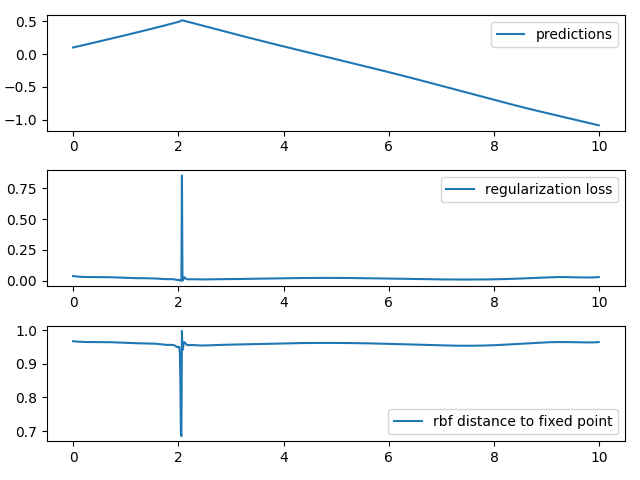 0.5
0.0
−0.5
−1.0
predictions
0 2 4 6 8 10
0.75
0.50
0.25
0.00
regularization loss
0 2 4 6 8 10
1.0
0.9
0.8
0.7
rbf distance to fixed point
0 2 4 6 8 10